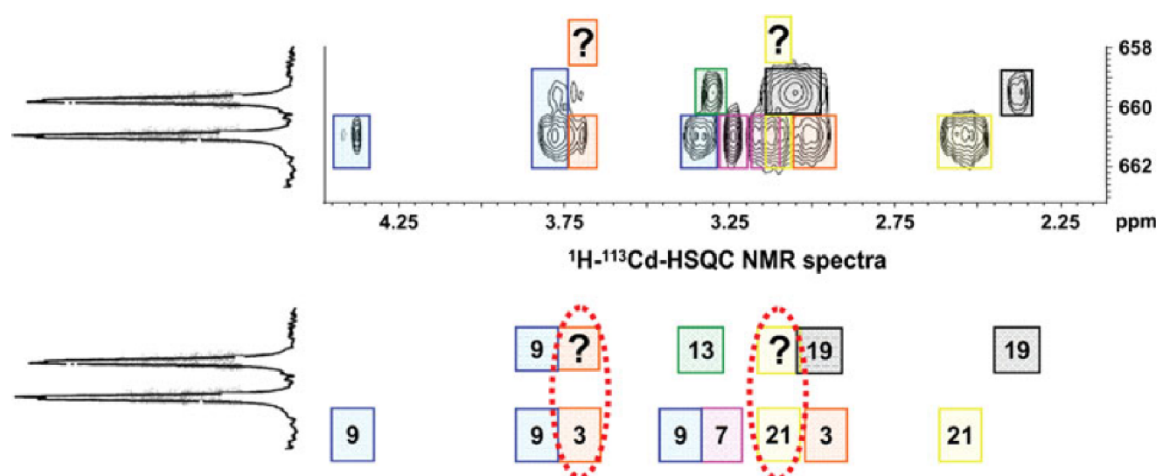 ? ?
658
660
662
4.25 3.75 3.25 2.75 2.25 ppm
¹H-¹¹³Cd-HSQC NMR spectra
9 ? 13 ? 19 19
9 9 3 9 7 21 3 21